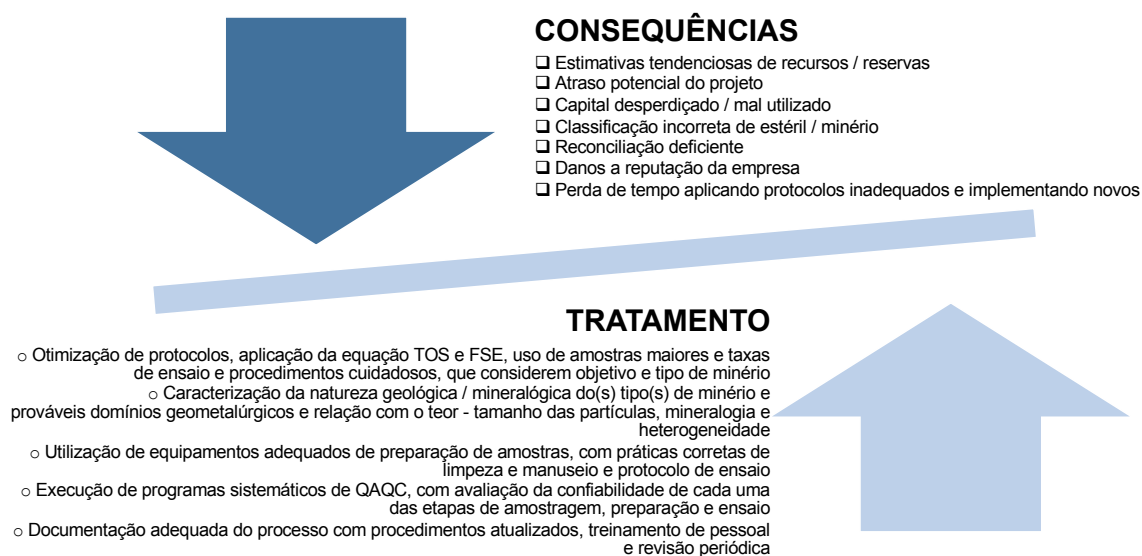 CONSEQUÊNCIAS
❑ Estimativas tendenciosas de recursos / reservas
❑ Atraso potencial do projeto
❑ Capital desperdiçado / mal utilizado
❑ Classificação incorreta de estéril / minério
❑ Reconciliação deficiente
❑ Danos a reputação da empresa
❑ Perda de tempo aplicando protocolos inadequados e implementando novos
TRATAMENTO
○ Otimização de protocolos, aplicação da equação TOS e FSE, uso de amostras maiores e taxas
de ensaio e procedimentos cuidadosos, que considerem objetivo e tipo de minério
○ Caracterização da natureza geológica / mineralógica do(s) tipo(s) de minério e
prováveis domínios geometalúrgicos e relação com o teor - tamanho das partículas, mineralogia e
heterogeneidade
○ Utilização de equipamentos adequados de preparação de amostras, com práticas corretas de
limpeza e manuseio e protocolo de ensaio
○ Execução de programas sistemáticos de QAQC, com avaliação da confiabilidade de cada uma
das etapas de amostragem, preparação e ensaio
○ Documentação adequada do processo com procedimentos atualizados, treinamento de pessoal
e revisão periódica